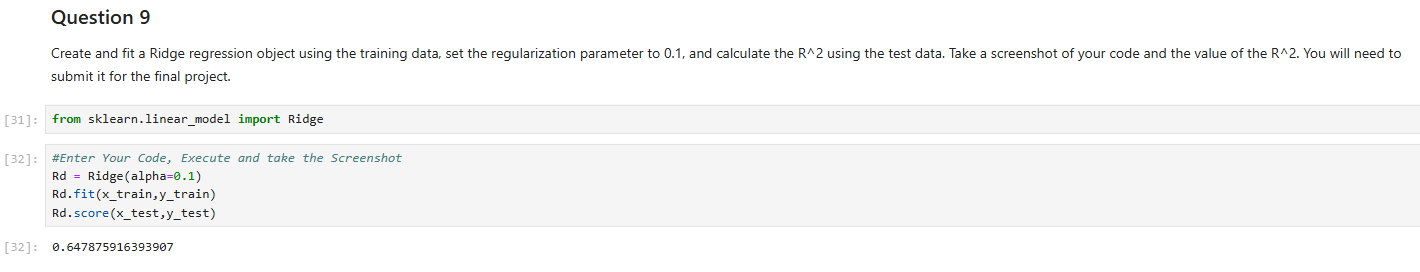 Question 9
Create and fit a Ridge regression object using the training data, set the regularization parameter to 0.1, and calculate the R^2 using the test data. Take a screenshot of your code and the value of the R^2. You will need to
submit it for the final project.
[31]: from sklearn.linear_model import Ridge
[32]: #Enter Your Code, Execute and take the Screenshot
Rd = Ridge(alpha=0.1)
Rd.fit(x_train,y_train)
Rd.score(x_test,y_test)
[32]: 0.647875916393907